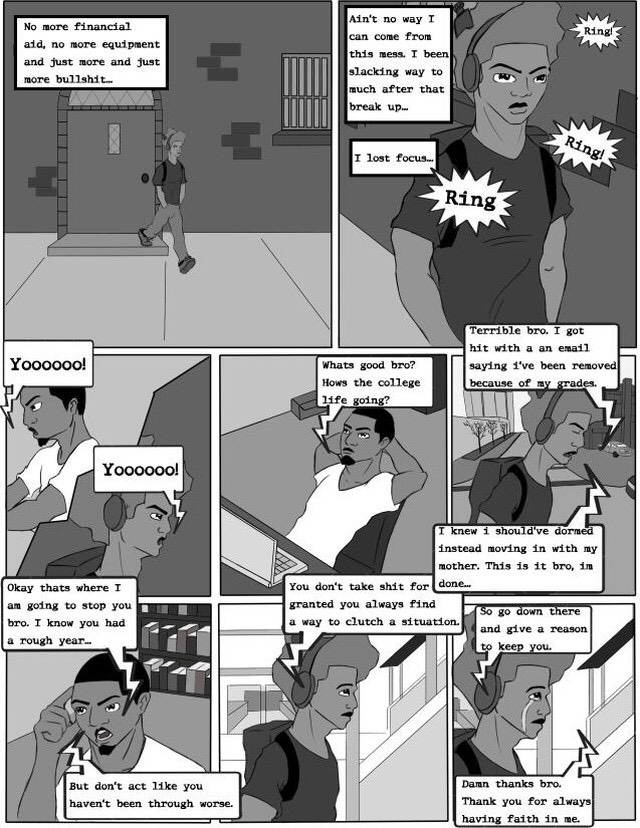 No more financial
aid, no more equipment
and just more and just
more bullshit…
Ain't no way I
can come from
this mess. I been
slacking way to
much after that
break up…
I lost focus…
Ring!
Ring!
Ring
Yoooooo!
Yoooooo!
Whats good bro?
Hows the college
life going?
Terrible bro. I got
hit with a an email
saying i've been removed
because of my grades.
I knew i should've dormed
instead moving in with my
mother. This is it bro, im
done…
Okay thats where I
am going to stop you
bro. I know you had
a rough year…
But don't act like you
haven't been through worse.
You don't take shit for
granted you always find
a way to clutch a situation.
So go down there
and give a reason
to keep you.
Damn thanks bro.
Thank you for always
having faith in me.